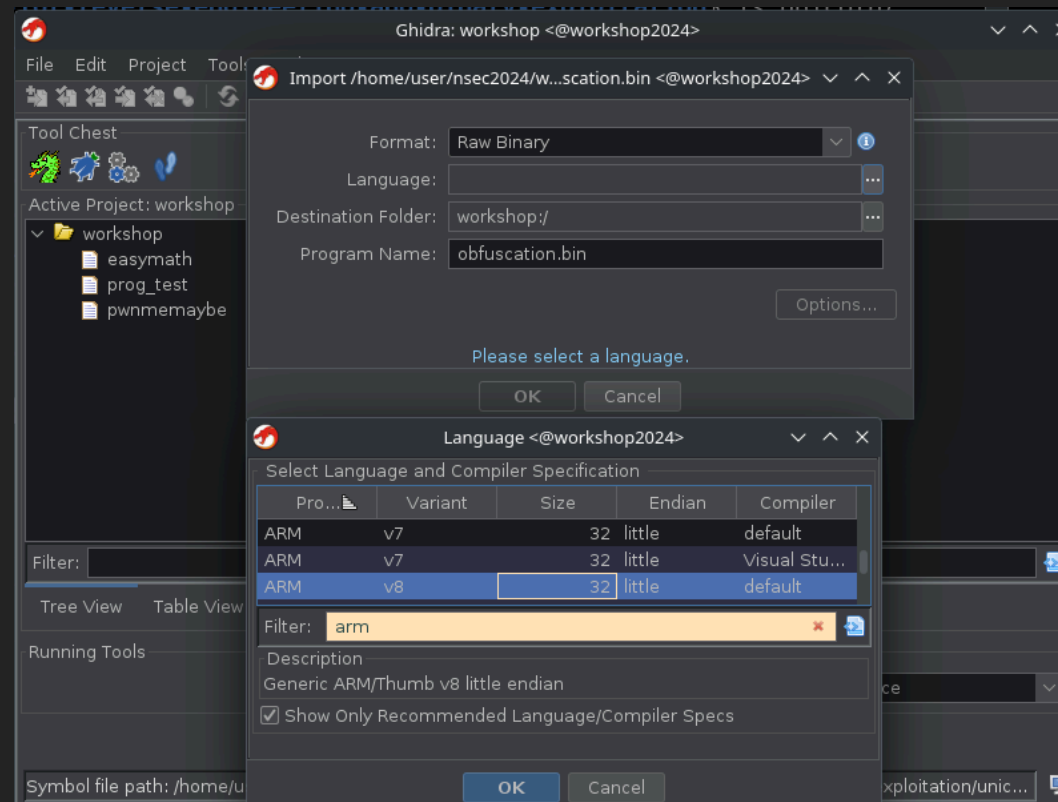 Ghidra: workshop <@workshop2024>
File Edit Project
Import /home/user/nsec2024/w...scation.bin <@workshop2024>
Tool Chest
Format: Raw Binary
Language:
Active Project: workshop
Destination Folder: workshop:/
workshop
Program Name: obfuscation.bin
easymath
prog_test
pwnmemaybe
Options...
Please select a language.
OK Cancel
Language <@workshop2024>
Select Language and Compiler Specification
Pro... Variant Size Endian Compiler
ARM v7 32 little default
ARM v7 32 little Visual Stu...
ARM v8 32 little default
Filter:
Tree View Table View
Filter: arm
Running Tools
Description
Generic ARM/Thumb v8 little endian
Show Only Recommended Language/Compiler Specs
OK Cancel
Symbol file path: /home/u
xploitation/unic...